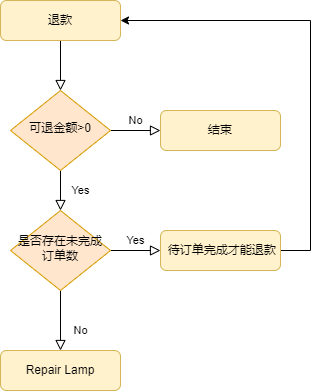 退款
可退金额>0
No
结束
Yes
是否存在未完成
订单数
Yes
待订单完成才能退款
No
Repair Lamp